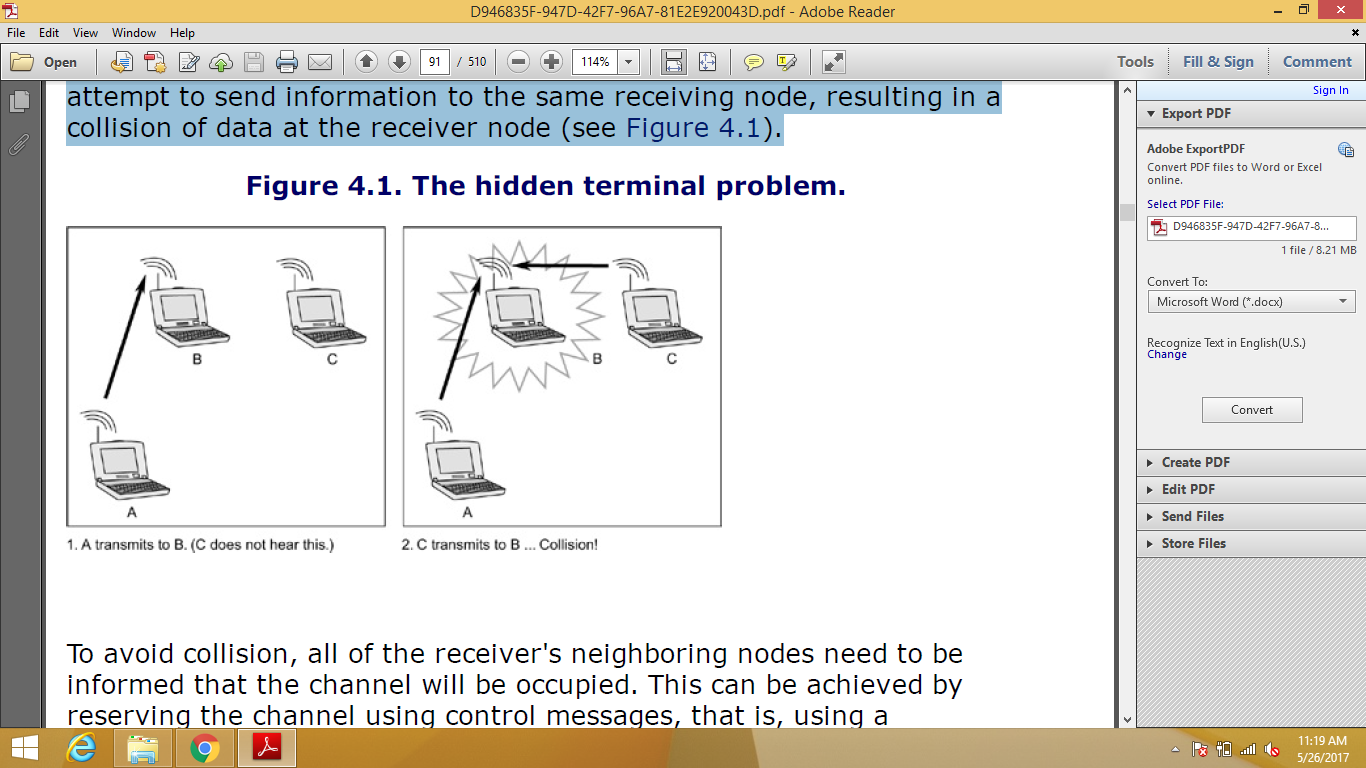 D946835F-947D-42F7-96A7-81E2E920043D.pdf - Adobe Reader
File Edit View Window Help
Open 91 / 510 114% Tools Fill & Sign Comment
attempt to send information to the same receiving node, resulting in a
collision of data at the receiver node (see Figure 4.1).
Figure 4.1. The hidden terminal problem.
B C
A
1. A transmits to B. (C does not hear this.)
B C
A
2. C transmits to B ... Collision!
To avoid collision, all of the receiver's neighboring nodes need to be
informed that the channel will be occupied. This can be achieved by
reserving the channel using control messages, that is, using a
Sign In
Export PDF
Adobe ExportPDF
Convert PDF files to Word or Excel
online.
Select PDF File:
D946835F-947D-42F7-96A7-8...
1 file / 8.21 MB
Convert To:
Microsoft Word (*.docx)
Recognize Text in English(U.S.)
Change
Convert
Create PDF
Edit PDF
Send Files
Store Files
11:19 AM
5/26/2017